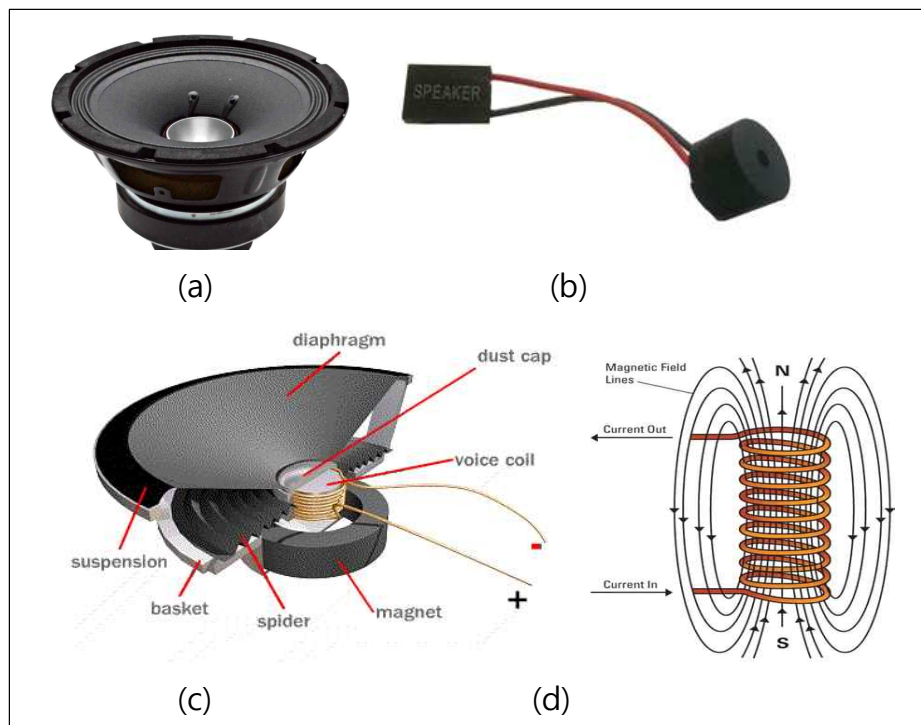 SPEAKER
(a)
(b)
diaphragm
dust cap
voice coil
suspension
basket
spider
magnet
-
+
(c)
Magnetic Field
Lines
N
Current Out
Current In
S
(d)